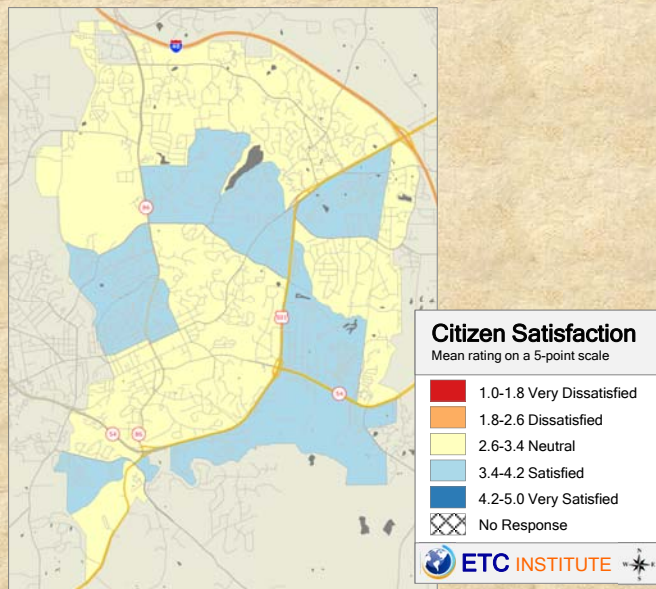 40
86
501
54
54
86
Citizen Satisfaction
Mean rating on a 5-point scale
1.0-1.8 Very Dissatisfied
1.8-2.6 Dissatisfied
2.6-3.4 Neutral
3.4-4.2 Satisfied
4.2-5.0 Very Satisfied
No Response
ETC INSTITUTE
N
W E
S